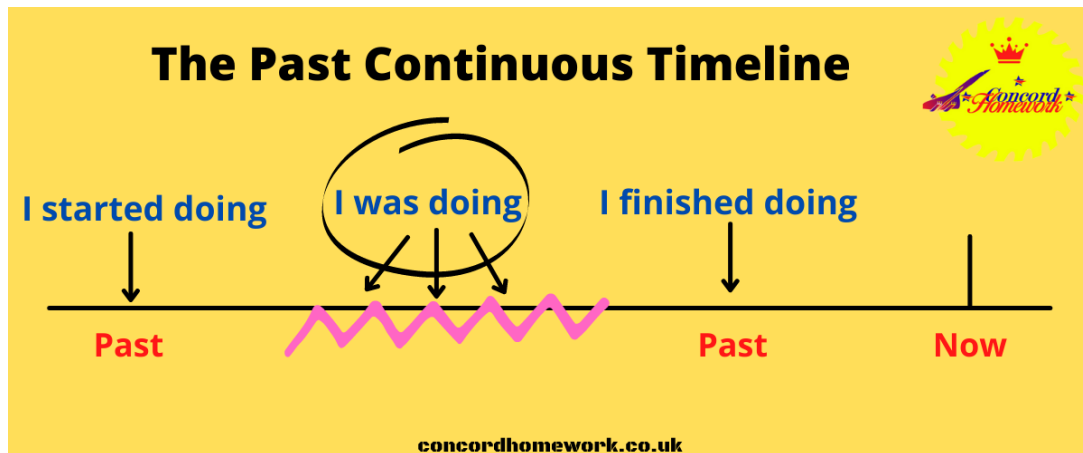 The Past Continuous Timeline
Concord
Homework
I started doing
I was doing
I finished doing
Past
Past
Now
concordhomework.co.uk